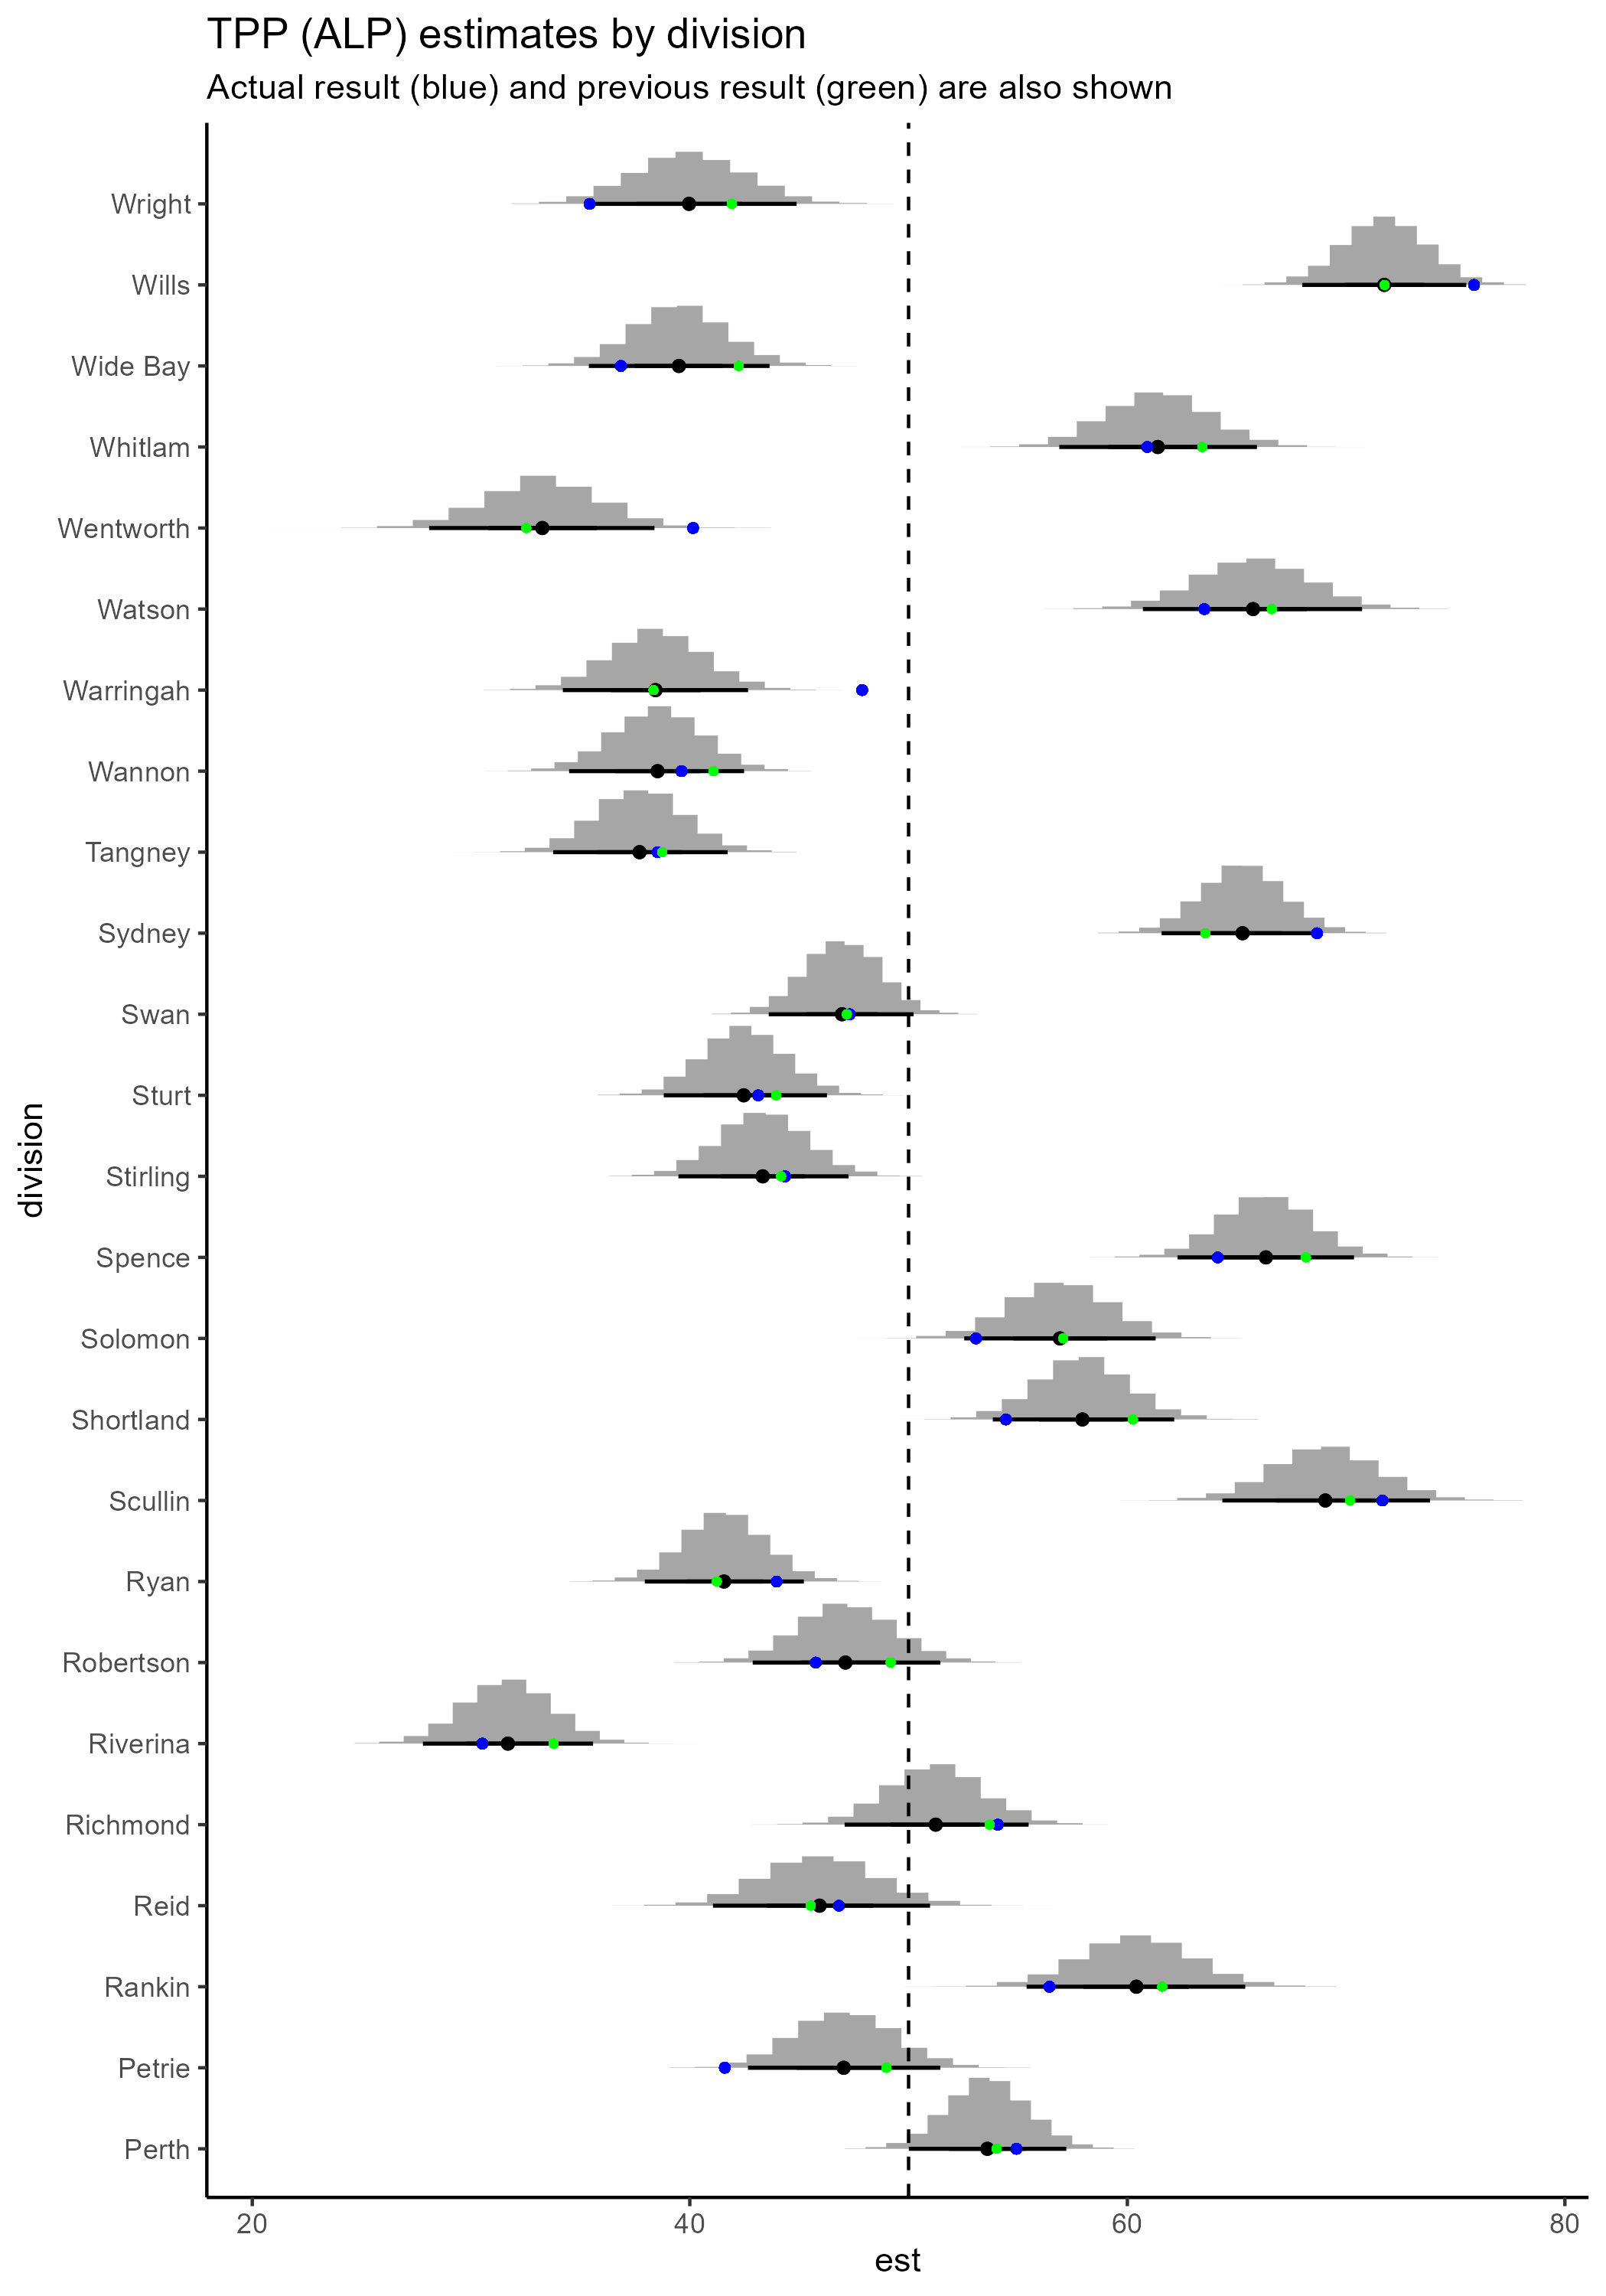 TPP (ALP) estimates by division
Actual result (blue) and previous result (green) are also shown
Wright
Wills
Wide Bay
Whitlam
Wentworth
Watson
Warringah
Wannon
Tangney
Sydney
Swan
Sturt
Stirling
Spence
Solomon
Shortland
Scullin
Ryan
Robertson
Riverina
Richmond
Reid
Rankin
Petrie
Perth
division
20 40 60 80
est